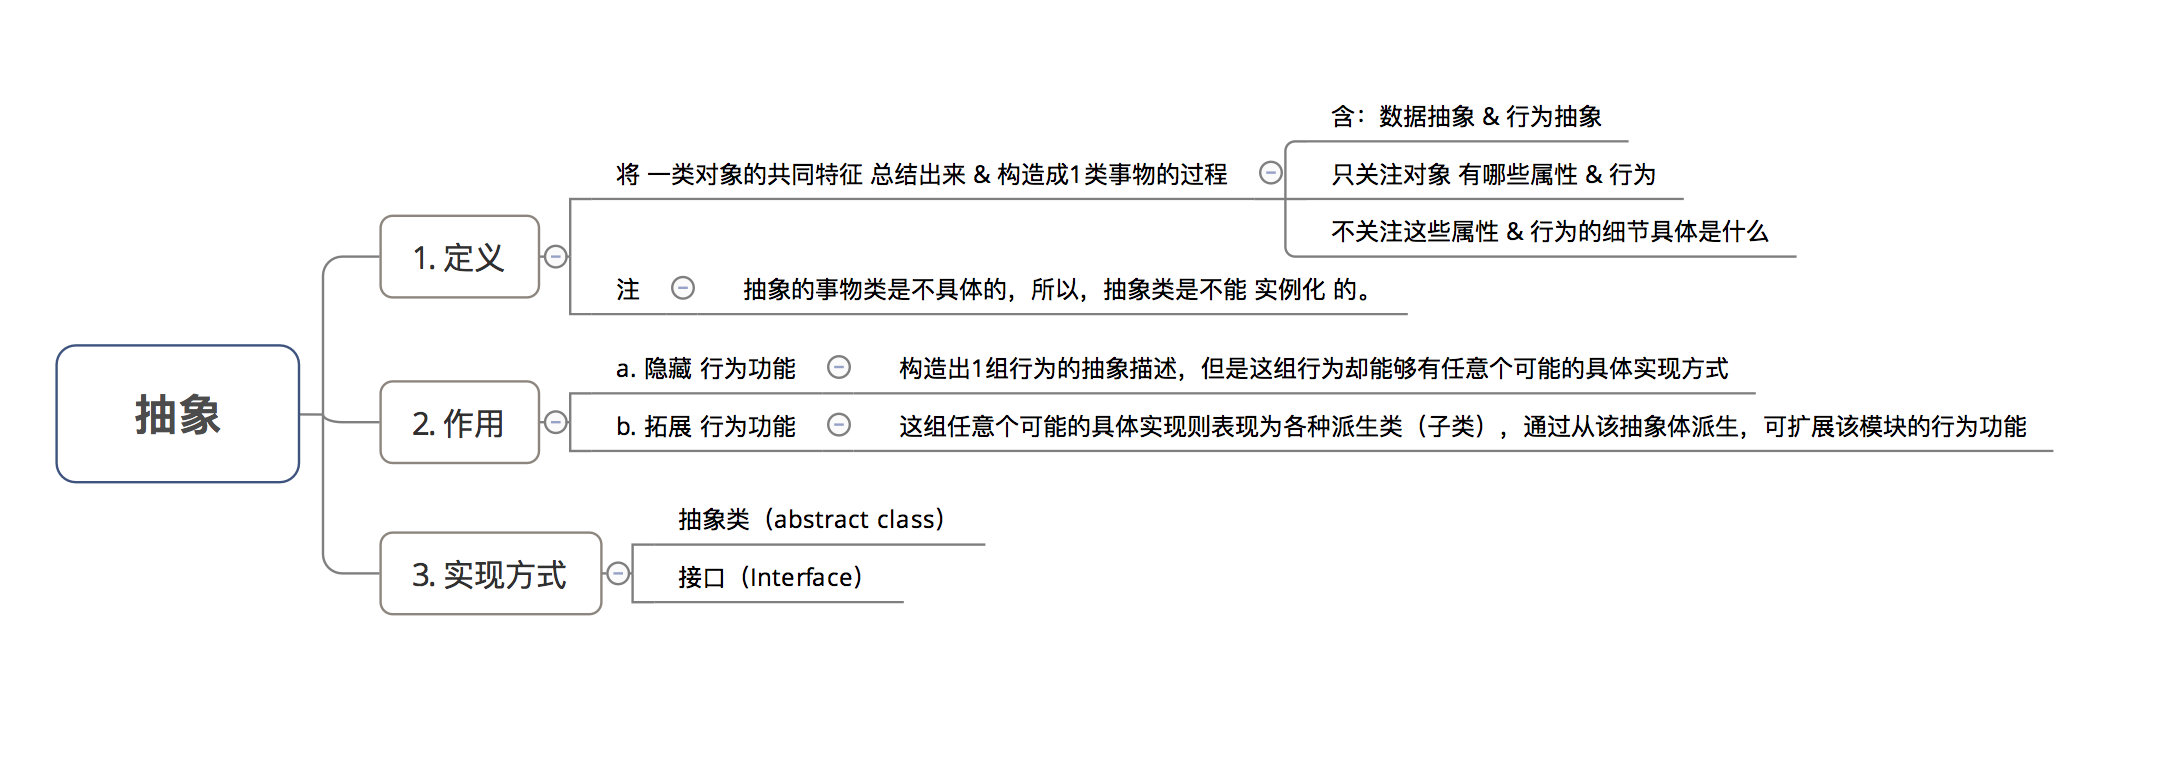 抽象
1. 定义
将 一类对象的共同特征 总结出来 & 构造成1类事物的过程
含：数据抽象 & 行为抽象
只关注对象 有哪些属性 & 行为
不关注这些属性 & 行为的细节具体是什么
注
抽象的事物类是不具体的，所以，抽象类是不能 实例化 的。
2. 作用
a. 隐藏 行为功能
构造出1组行为的抽象描述，但是这组行为却能够有任意个可能的具体实现方式
b. 拓展 行为功能
这组任意个可能的具体实现则表现为各种派生类（子类），通过从该抽象体派生，可扩展该模块的行为功能
3. 实现方式
抽象类（abstract class）
接口（Interface）